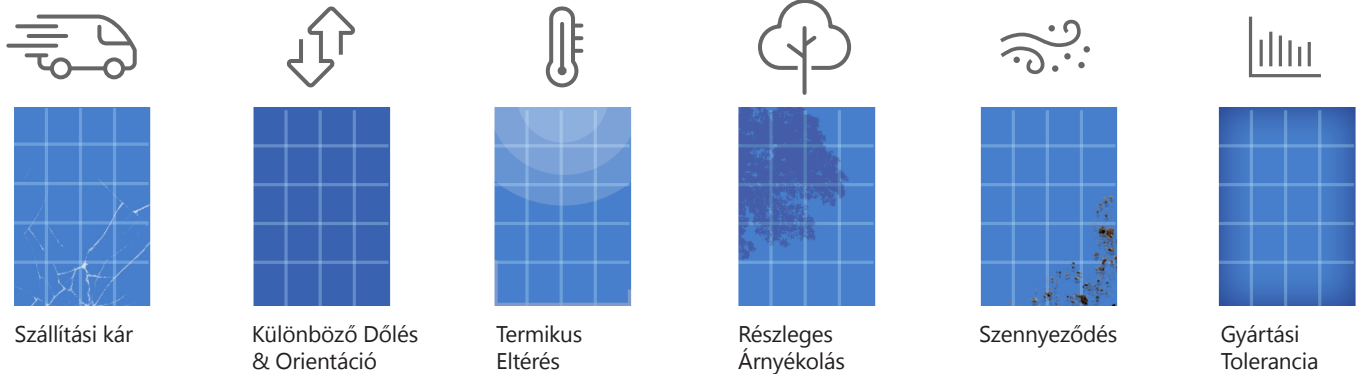 Szállítási kár
Különböző Dőlés
& Orientáció
Termikus
Eltérés
Részleges
Árnyékolás
Szennyeződés
Gyártási
Tolerancia